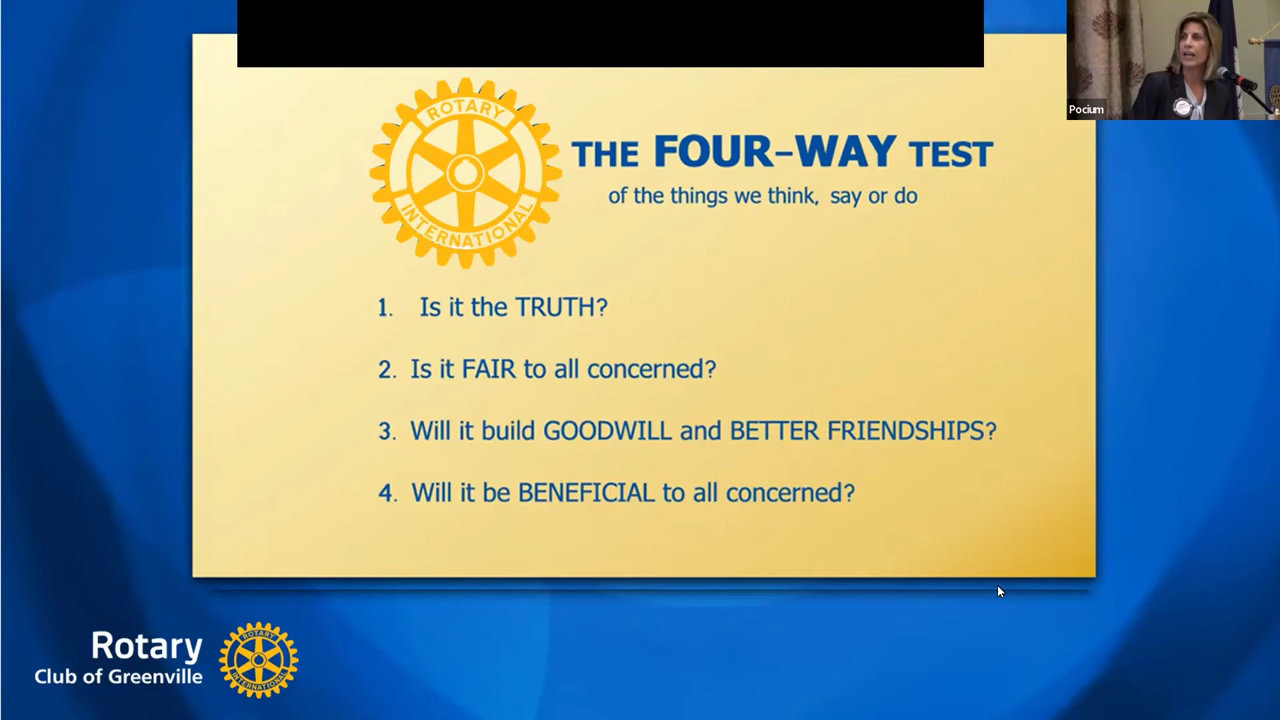 Pocium
ROTARY
INTERNATIONAL
THE FOUR-WAY TEST
of the things we think, say or do
1. Is it the TRUTH?
2. Is it FAIR to all concerned?
3. Will it build GOODWILL and BETTER FRIENDSHIPS?
4. Will it be BENEFICIAL to all concerned?
Rotary
Club of Greenville
ROTARY
INTERNATIONAL